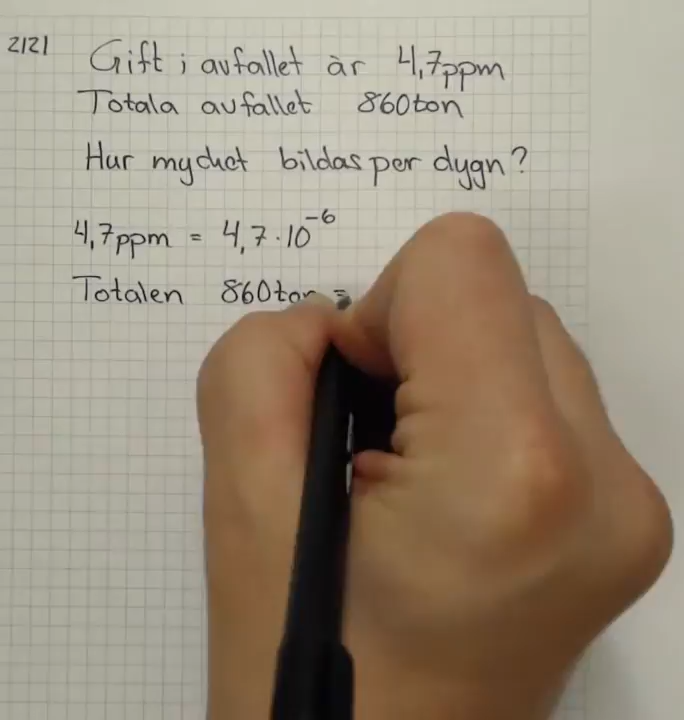 2121 Gift i avfallet är 4,7ppm
Totala avfallet 860ton
Hur mycket bildas per dygn?
4,7ppm = 4,7·10⁻⁶
Totalen 860ton =